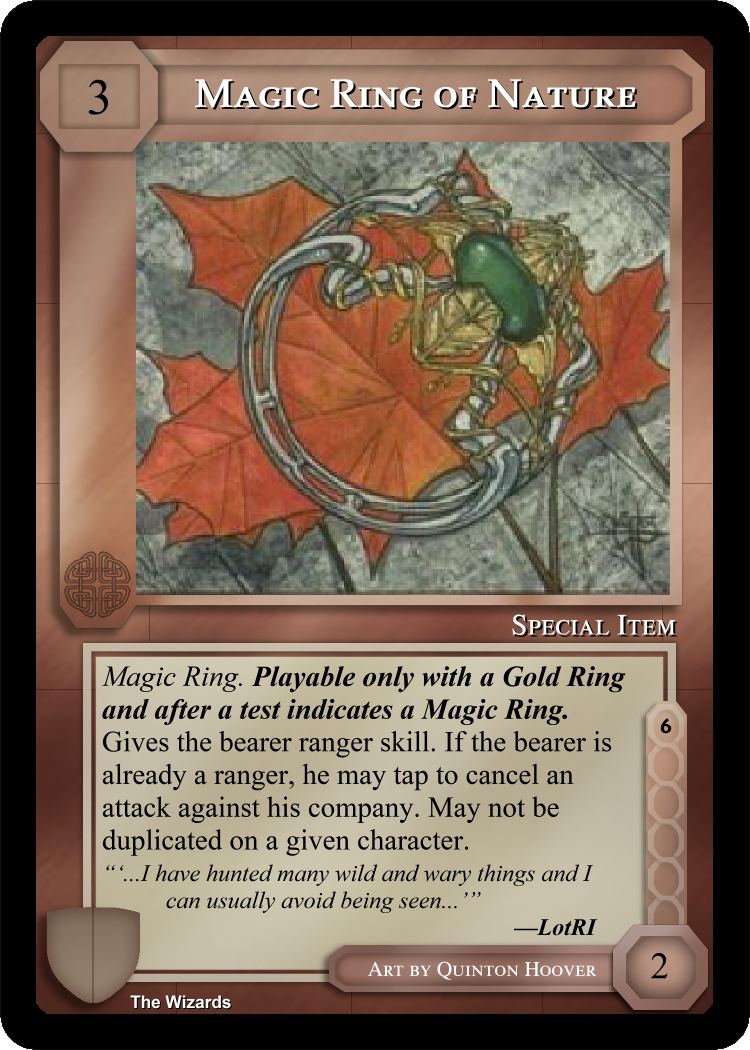 3
Magic Ring of Nature
Special Item
Magic Ring. Playable only with a Gold Ring
and after a test indicates a Magic Ring.
Gives the bearer ranger skill. If the bearer is
already a ranger, he may tap to cancel an
attack against his company. May not be
duplicated on a given character.
“‘...I have hunted many wild and wary things and I
can usually avoid being seen...’”
—LotRI
6
Art by Quinton Hoover
2
The Wizards